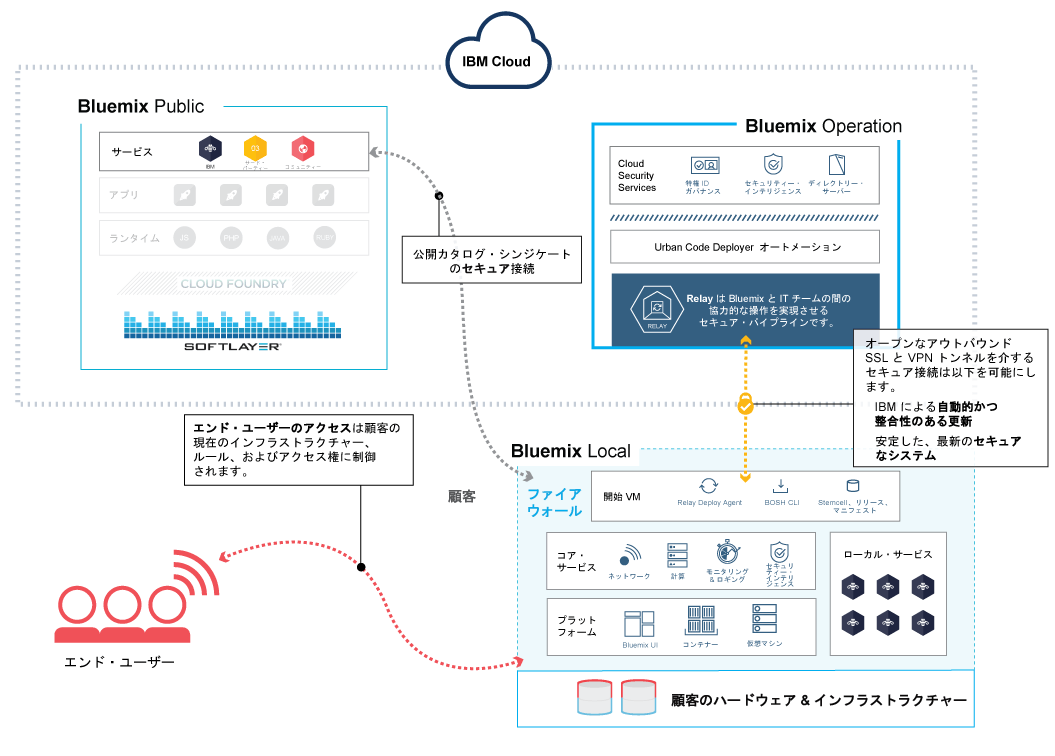 IBM Cloud
Bluemix Public
サービス
IBM
サード・
パーティー
コミュニティー
アプリ
ランタイム
JS
PHP
JAVA
RUBY
CLOUD FOUNDRY
SOFTLAYER
公開カタログ・シンジケート
のセキュア接続
Bluemix Operation
Cloud
Security
Services
特権 ID
ガバナンス
セキュリティー・
インテリジェンス
ディレクトリー・
サーバー
Urban Code Deployer オートメーション
RELAY
Relay は Bluemix と IT チームの間の
協力的な操作を実現させる
セキュア・パイプラインです。
オープンなアウトバウンド
SSL と VPN トンネルを介する
セキュア接続は以下を可能にし
ます。
IBM による自動的かつ
整合性のある更新
安定した、最新のセキュア
なシステム
エンド・ユーザーのアクセスは顧客の
現在のインフラストラクチャー、
ルール、およびアクセス権に制御
されます。
エンド・ユーザー
顧客
Bluemix Local
ファイア
ウォール
開始 VM
Relay Deploy Agent
BOSH CLI
Stemcell、リリース、
マニフェスト
コア・
サービス
ネットワーク
計算
モニタリング
& ロギング
セキュリ
ティー・
インテリ
ジェンス
プラット
フォーム
Bluemix UI
コンテナー
仮想マシン
ローカル・サービス
顧客のハードウェア & インフラストラクチャー